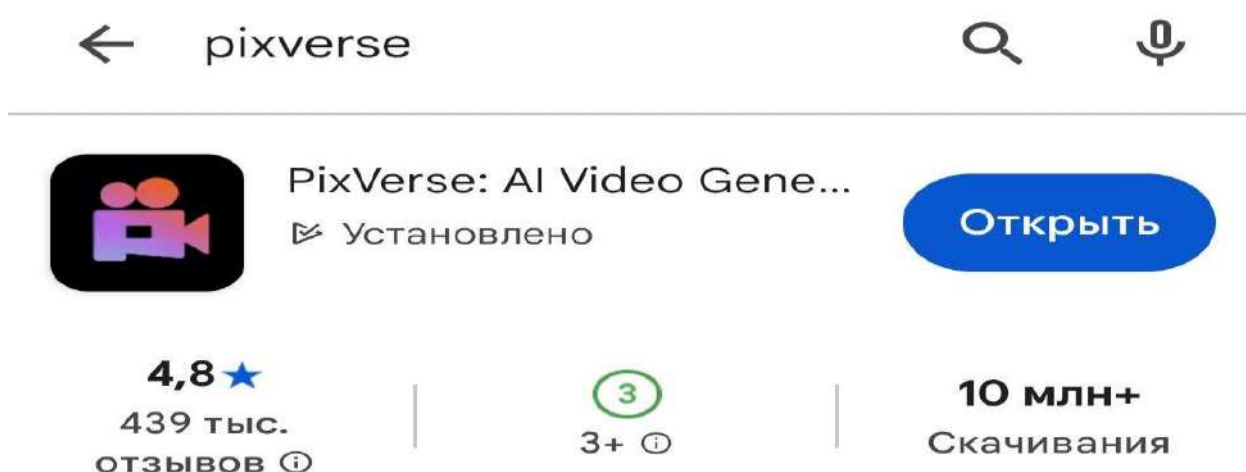 pixverse
PixVerse: AI Video Gene...
Установлено
Открыть
4,8★
439 тыс.
отзывов
3
3+
10 млн+
Скачивания